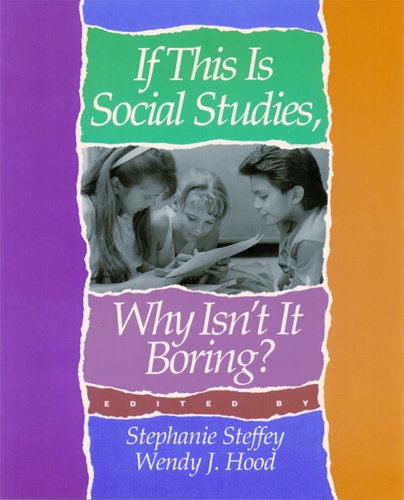 If This Is
Social Studies,
Why Isn't It
Boring?
EDITED BY
Stephanie Steffey
Wendy J. Hood